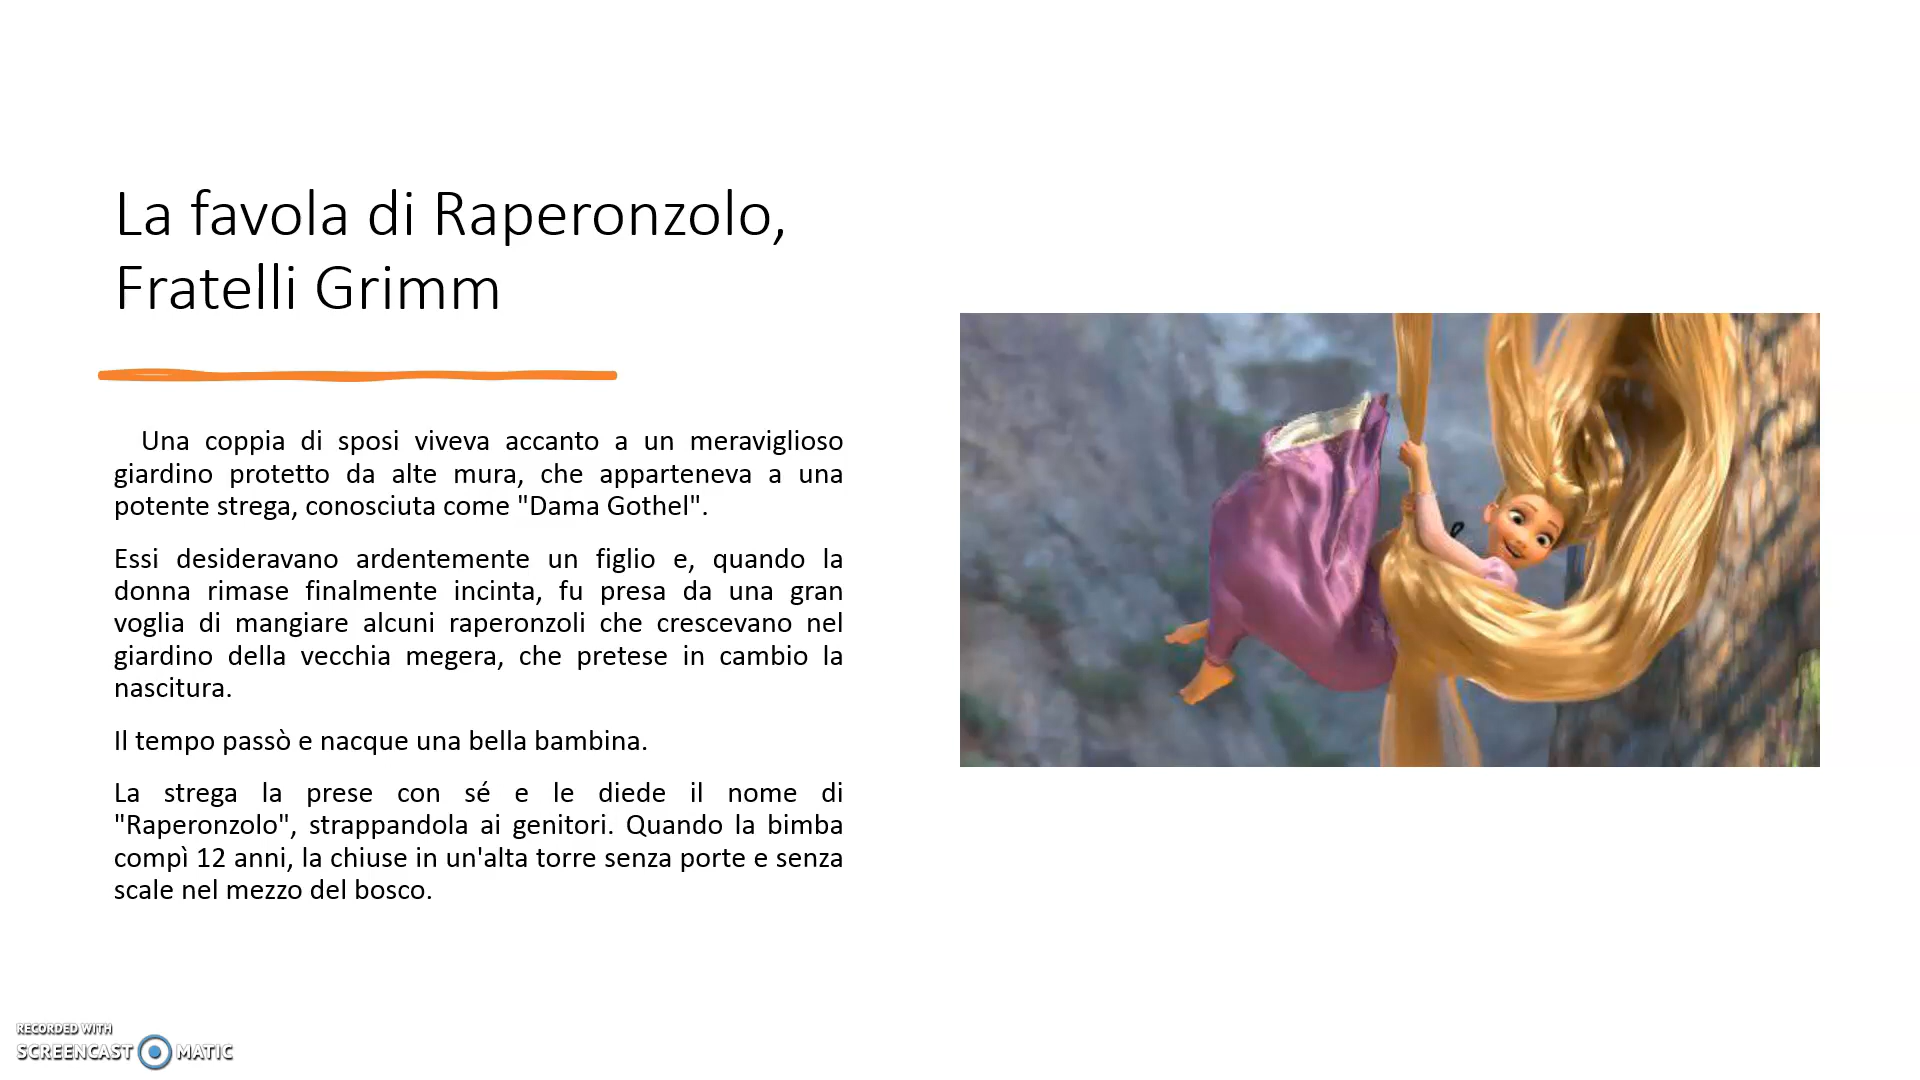 La favola di Raperonzolo,
Fratelli Grimm
Una coppia di sposi viveva accanto a un meraviglioso
giardino protetto da alte mura, che apparteneva a una
potente strega, conosciuta come "Dama Gothel".
Essi desideravano ardentemente un figlio e, quando la
donna rimase finalmente incinta, fu presa da una gran
voglia di mangiare alcuni raperonzoli che crescevano nel
giardino della vecchia megera, che pretese in cambio la
nascitura.
Il tempo passò e nacque una bella bambina.
La strega la prese con sé e le diede il nome di
"Raperonzolo", strappandola ai genitori. Quando la bimba
compì 12 anni, la chiuse in un'alta torre senza porte e senza
scale nel mezzo del bosco.
RECORDED WITH
SCREENCAST MATIC